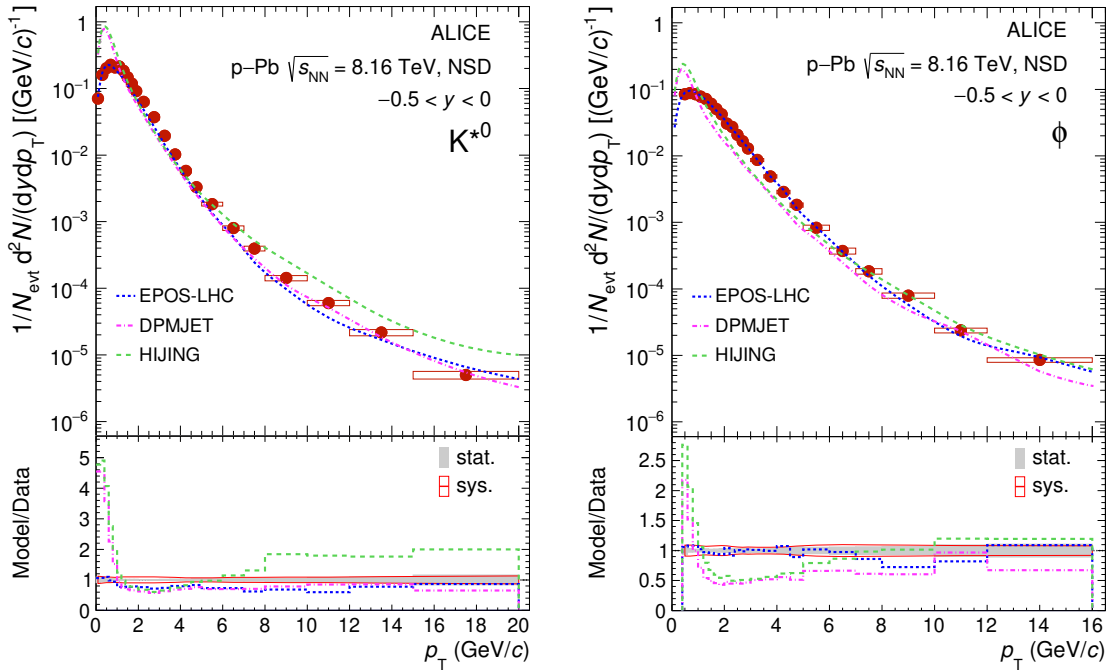 ALICE
p−Pb √sNN = 8.16 TeV, NSD
−0.5 < y < 0
K*0
1/Nevt d2N/(dydpT) [(GeV/c)-1]
1
10−1
10−2
10−3
10−4
10−5
10−6
EPOS-LHC
DPMJET
HIJING
Model/Data
5
4
3
2
1
0
stat.
sys.
0 2 4 6 8 10 12 14 16 18 20
pT (GeV/c)
ALICE
p−Pb √sNN = 8.16 TeV, NSD
−0.5 < y < 0
ϕ
1/Nevt d2N/(dydpT) [(GeV/c)-1]
1
10−1
10−2
10−3
10−4
10−5
10−6
EPOS-LHC
DPMJET
HIJING
Model/Data
2.5
2
1.5
1
0.5
0
stat.
sys.
0 2 4 6 8 10 12 14 16
pT (GeV/c)